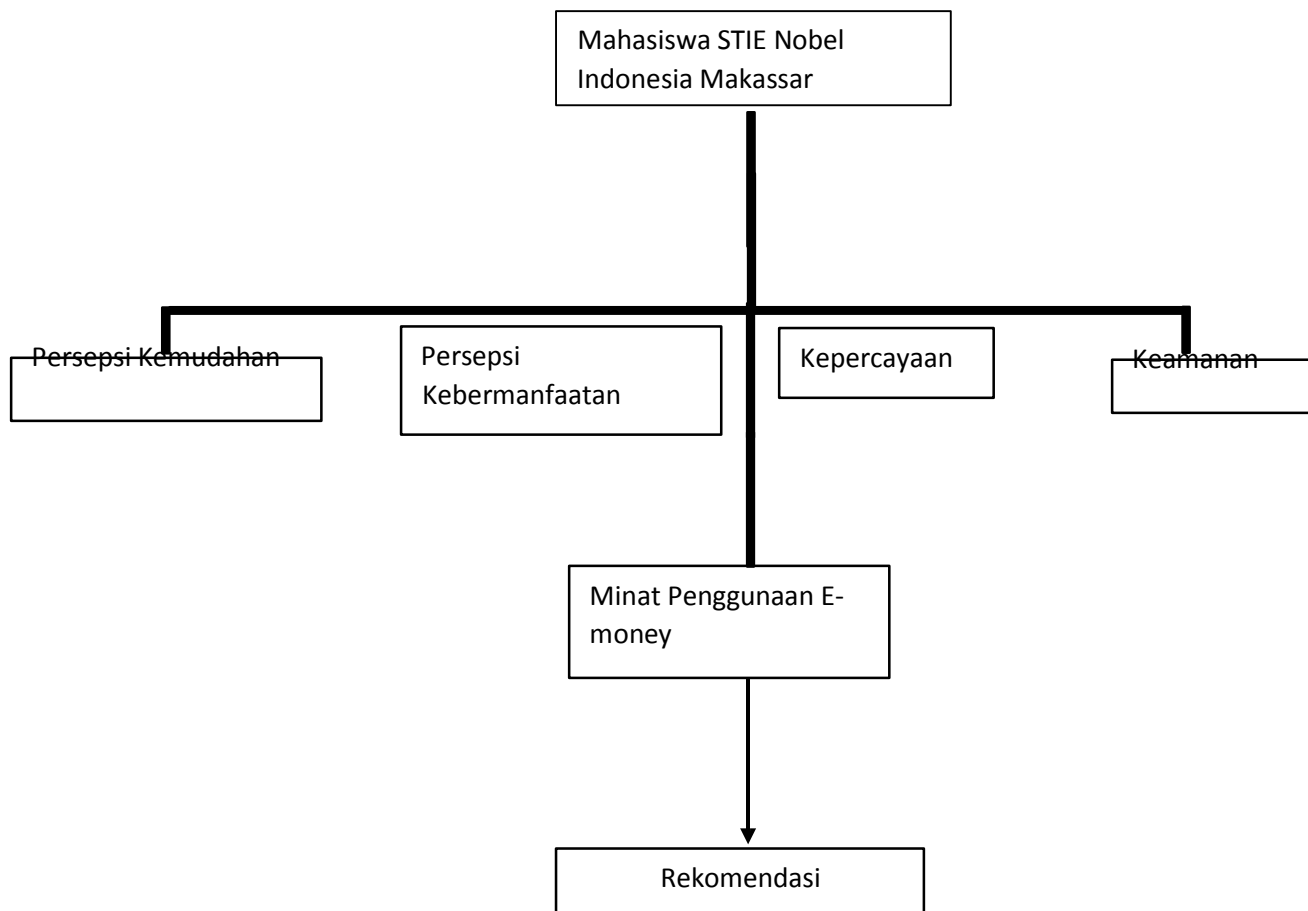 Mahasiswa STIE Nobel
Indonesia Makassar
Persepsi Kemudahan
Persepsi
Kebermanfaatan
Kepercayaan
Keamanan
Minat Penggunaan E-
money
Rekomendasi